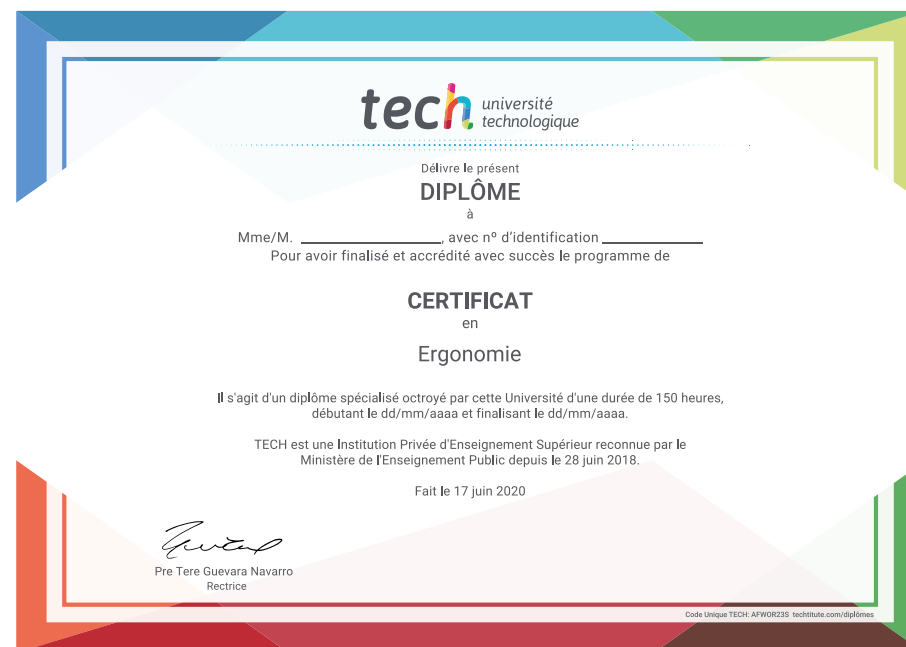 tech université
technologique
Délivre le présent
DIPLÔME
à
Mme/M. ____________________, avec nº d'identification ______________
Pour avoir finalisé et accrédité avec succès le programme de
CERTIFICAT
en
Ergonomie
Il s'agit d'un diplôme spécialisé octroyé par cette Université d'une durée de 150 heures,
débutant le dd/mm/aaaa et finalisant le dd/mm/aaaa.
TECH est une Institution Privée d'Enseignement Supérieur reconnue par le
Ministère de l'Enseignement Public depuis le 28 juin 2018.
Fait le 17 juin 2020
Pre Tere Guevara Navarro
Rectrice
Code Unique TECH: AFWOR23S techtitute.com/diplômes